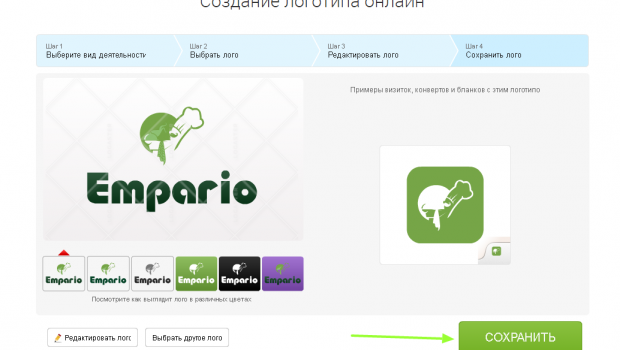 Создание логотипа онлайн
Шаг 1
Выберите вид деятельности
Шаг 2
Выбрать лого
Шаг 3
Редактировать лого
Шаг 4
Сохранить лого
Empario
Примеры визиток, конвертов и бланков с этим логотипо
Empario
Empario
Empario
Empario
Empario
Empario
Посмотрите как выглядит лого в различных цветах
Редактировать лого
Выбрать другое лого
СОХРАНИТЬ